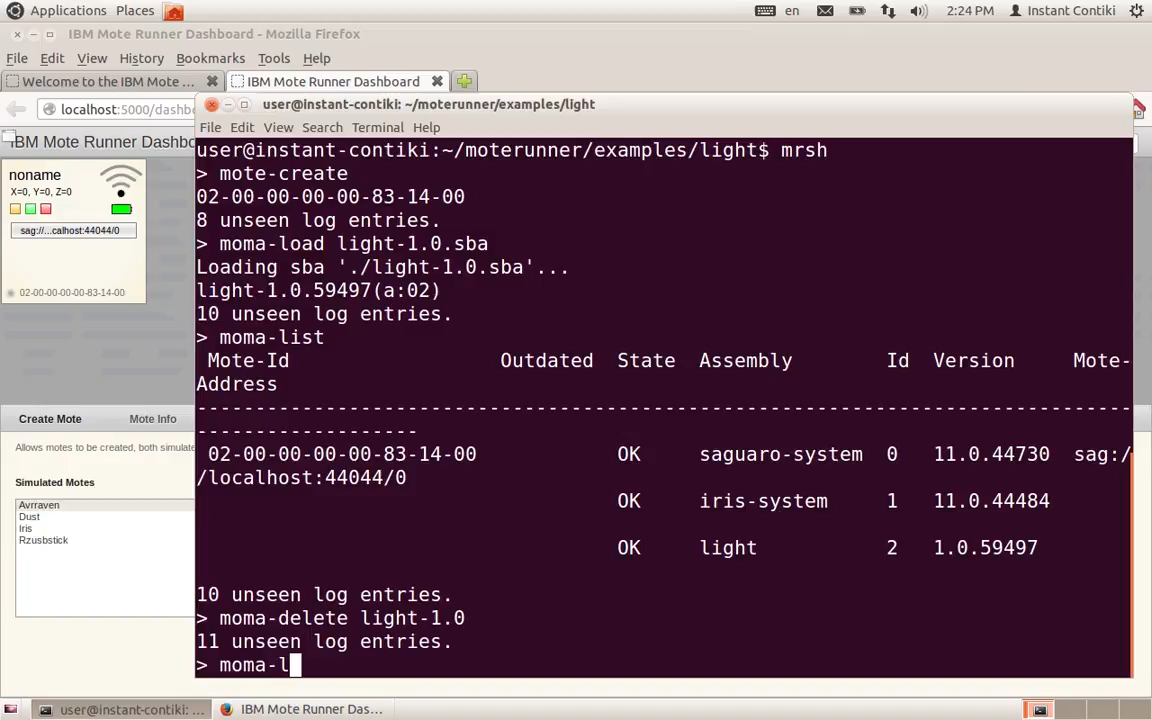 Applications Places en 2:24 PM Instant Contiki
IBM Mote Runner Dashboard - Mozilla Firefox
File Edit View History Bookmarks Tools Help
Welcome to the IBM Mote ... IBM Mote Runner Dashboard
localhost:5000/dashbo
user@instant-contiki: ~/moterunner/examples/light
File Edit View Search Terminal Help
IBM Mote Runner Dashbo
noname
X=0, Y=0, Z=0
sag://...calhost:44044/0
02-00-00-00-00-83-14-00
user@instant-contiki:~/moterunner/examples/light$ mrsh
> mote-create
02-00-00-00-00-83-14-00
8 unseen log entries.
> moma-load light-1.0.sba
Loading sba './light-1.0.sba'...
light-1.0.59497(a:02)
10 unseen log entries.
> moma-list
Mote-Id Outdated State Assembly Id Version Mote-
Address
--------------------------------------------------------------------------------
-------------------
02-00-00-00-00-83-14-00 OK saguaro-system 0 11.0.44730 sag:/
/localhost:44044/0
OK iris-system 1 11.0.44484
OK light 2 1.0.59497
10 unseen log entries.
> moma-delete light-1.0
11 unseen log entries.
> moma-l
Create Mote Mote Info
Allows motes to be created, both simulate
Simulated Motes
Avrraven
Dust
Iris
Rzusbstick
user@instant-contiki: ... IBM Mote Runner Das...